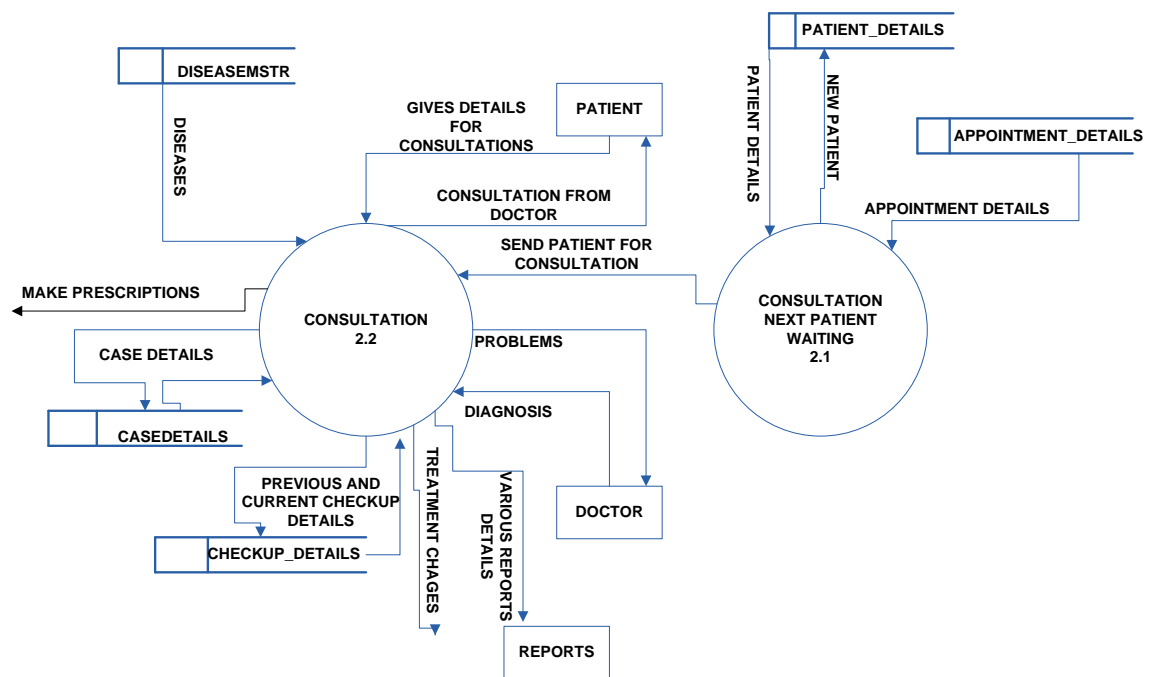 PATIENT_DETAILS
DISEASEMSTR
GIVES DETAILS
FOR
CONSULTATIONS
PATIENT
DISEASES
PATIENT DETAILS
NEW PATIENT
APPOINTMENT_DETAILS
CONSULTATION FROM
DOCTOR
APPOINTMENT DETAILS
SEND PATIENT FOR
CONSULTATION
MAKE PRESCRIPTIONS
CONSULTATION
2.2
CONSULTATION
NEXT PATIENT
WAITING
2.1
PROBLEMS
CASE DETAILS
DIAGNOSIS
CASEDETAILS
PREVIOUS AND
CURRENT CHECKUP
DETAILS
TREATMENT CHAGES
VARIOUS REPORTS
DETAILS
DOCTOR
CHECKUP_DETAILS
REPORTS